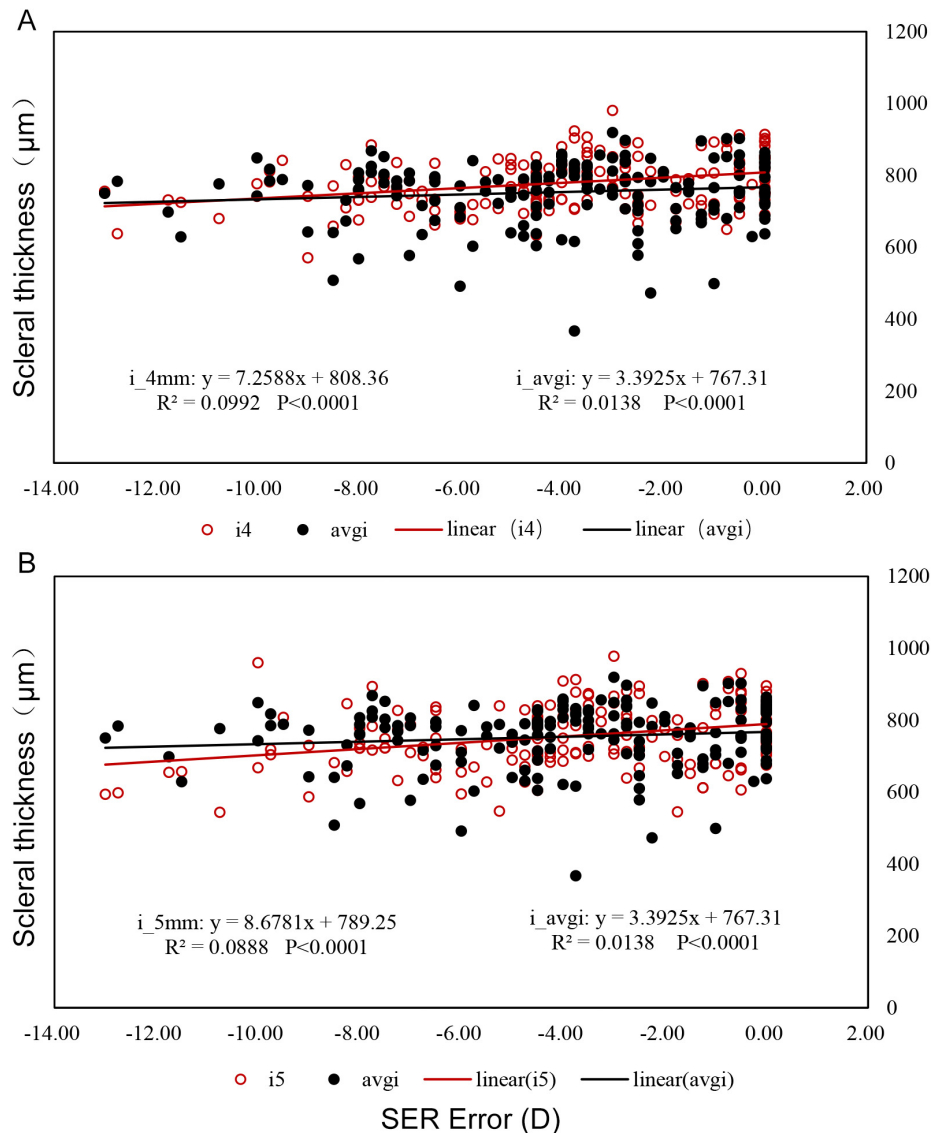 A
Scleral thickness（μm）
1200
1000
800
600
400
200
0
i_4mm: y = 7.2588x + 808.36
R² = 0.0992 P<0.0001
i_avgi: y = 3.3925x + 767.31
R² = 0.0138 P<0.0001
-14.00 -12.00 -10.00 -8.00 -6.00 -4.00 -2.00 0.00 2.00
i4 avgi linear（i4） linear（avgi）
B
Scleral thickness（μm）
1200
1000
800
600
400
200
0
i_5mm: y = 8.6781x + 789.25
R² = 0.0888 P<0.0001
i_avgi: y = 3.3925x + 767.31
R² = 0.0138 P<0.0001
-14.00 -12.00 -10.00 -8.00 -6.00 -4.00 -2.00 0.00 2.00
i5 avgi linear(i5) linear(avgi)
SER Error (D)